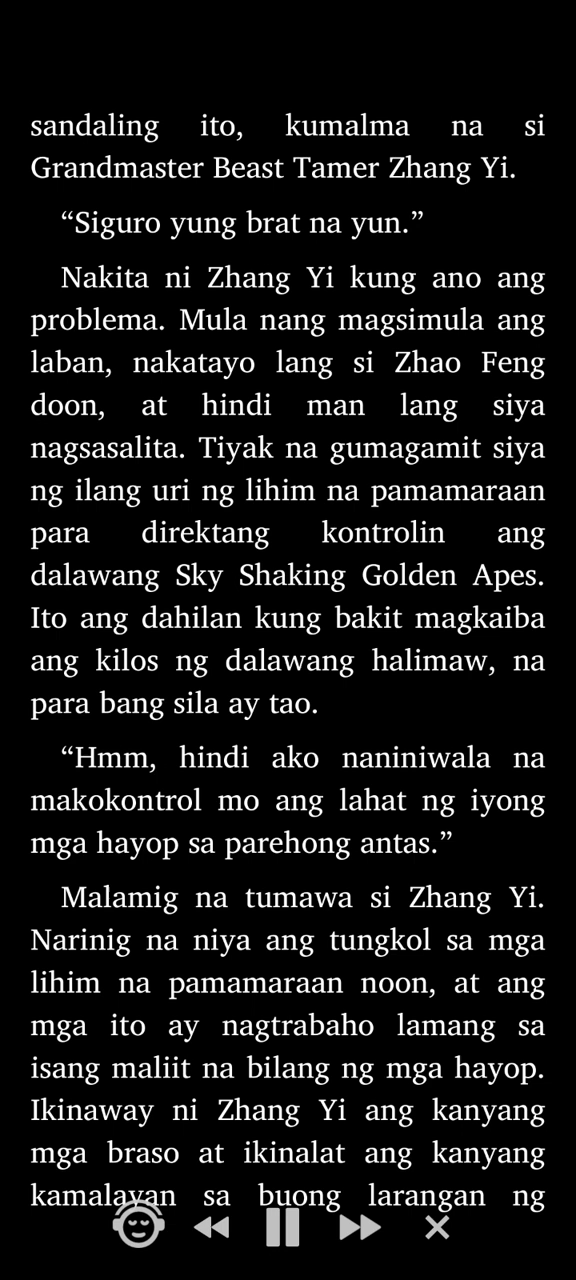 sandaling ito, kumalma na si
Grandmaster Beast Tamer Zhang Yi.
“Siguro yung brat na yun.”
Nakita ni Zhang Yi kung ano ang
problema. Mula nang magsimula ang
laban, nakatayo lang si Zhao Feng
doon, at hindi man lang siya
nagsasalita. Tiyak na gumagamit siya
ng ilang uri ng lihim na pamamaraan
para direktang kontrolin ang
dalawang Sky Shaking Golden Apes.
Ito ang dahilan kung bakit magkaiba
ang kilos ng dalawang halimaw, na
para bang sila ay tao.
“Hmm, hindi ako naniniwala na
makokontrol mo ang lahat ng iyong
mga hayop sa parehong antas.”
Malamig na tumawa si Zhang Yi.
Narinig na niya ang tungkol sa mga
lihim na pamamaraan noon, at ang
mga ito ay nagtrabaho lamang sa
isang maliit na bilang ng mga hayop.
Ikinaway ni Zhang Yi ang kanyang
mga braso at ikinalat ang kanyang
kamalayan sa buong larangan ng